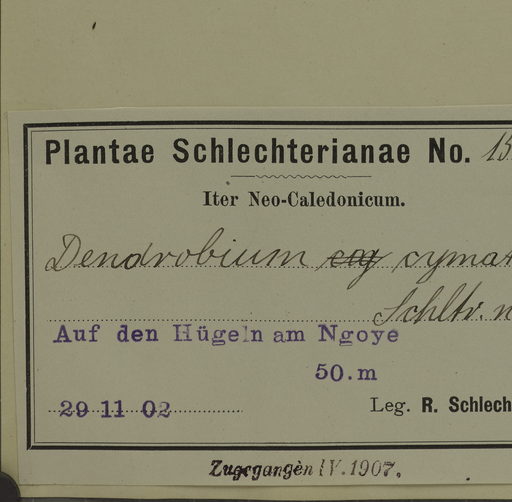 Plantae Schlechterianae No. 15
Iter Neo-Caledonicum.
Dendrobium cymat
Schltr. n
Auf den Hügeln am Ngoye
50.m
29 11 02
Leg. R. Schlech
Zugegangen IV. 1907.